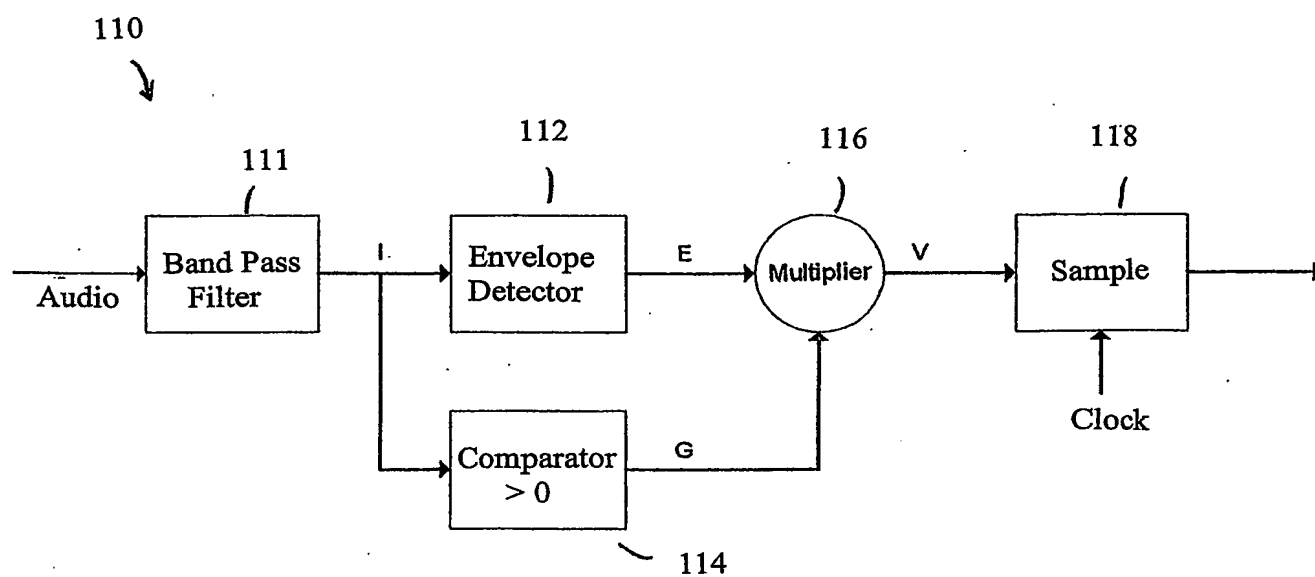 110
111
112
116
118
Band Pass
Filter
I
Envelope
Detector
E
Multiplier
V
Sample
Audio
Comparator
> 0
G
Clock
114